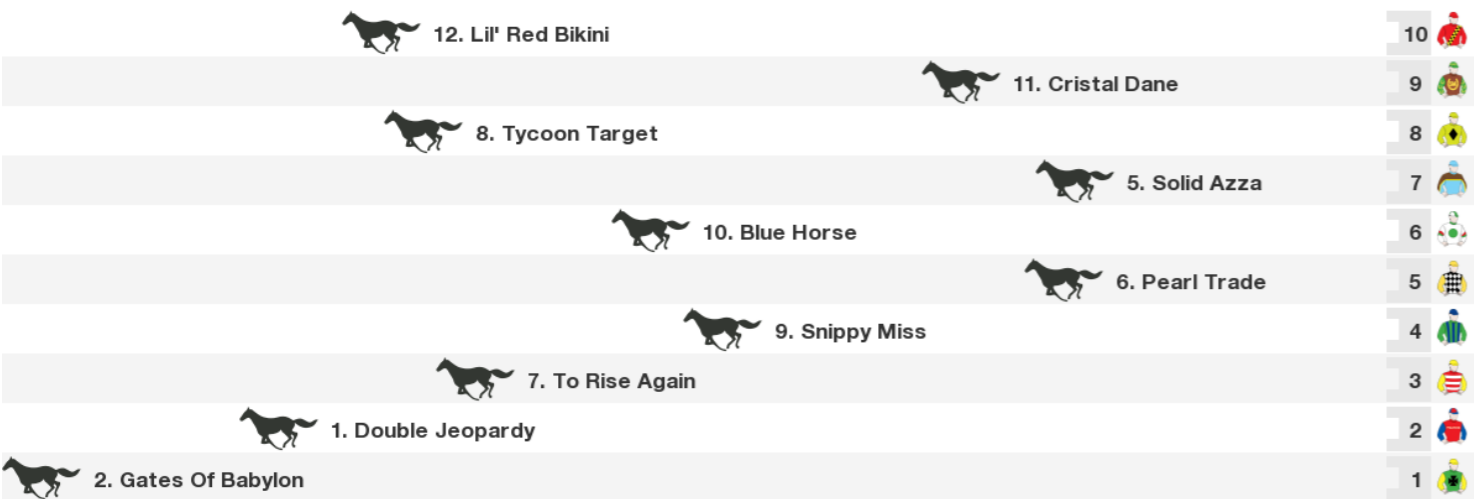 12. Lil' Red Bikini 10
11. Cristal Dane 9
8. Tycoon Target 8
5. Solid Azza 7
10. Blue Horse 6
6. Pearl Trade 5
9. Snippy Miss 4
7. To Rise Again 3
1. Double Jeopardy 2
2. Gates Of Babylon 1